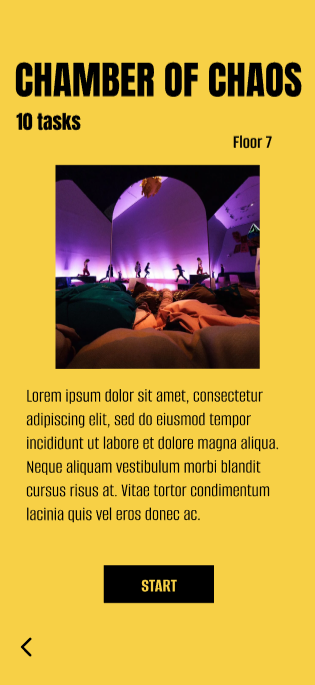 CHAMBER OF CHAOS
10 tasks
Floor 7
Lorem ipsum dolor sit amet, consectetur
adipiscing elit, sed do eiusmod tempor
incididunt ut labore et dolore magna aliqua.
Neque aliquam vestibulum morbi blandit
cursus risus at. Vitae tortor condimentum
lacinia quis vel eros donec ac.
START